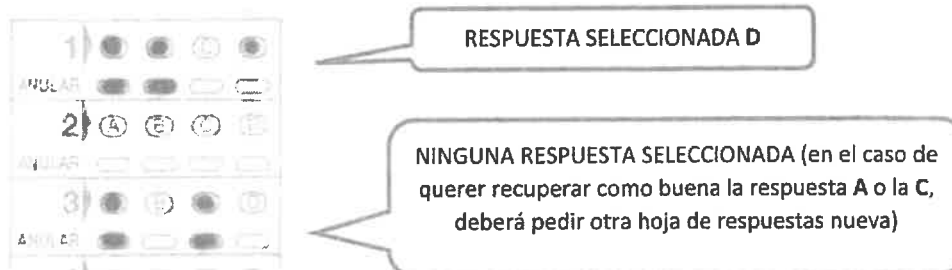 1 C
RESPUESTA SELECCIONADA D
ANULAR
2 A B C D
ANULAR
NINGUNA RESPUESTA SELECCIONADA (en el caso de
querer recuperar como buena la respuesta A o la C,
deberá pedir otra hoja de respuestas nueva)
3 B D
ANULAR